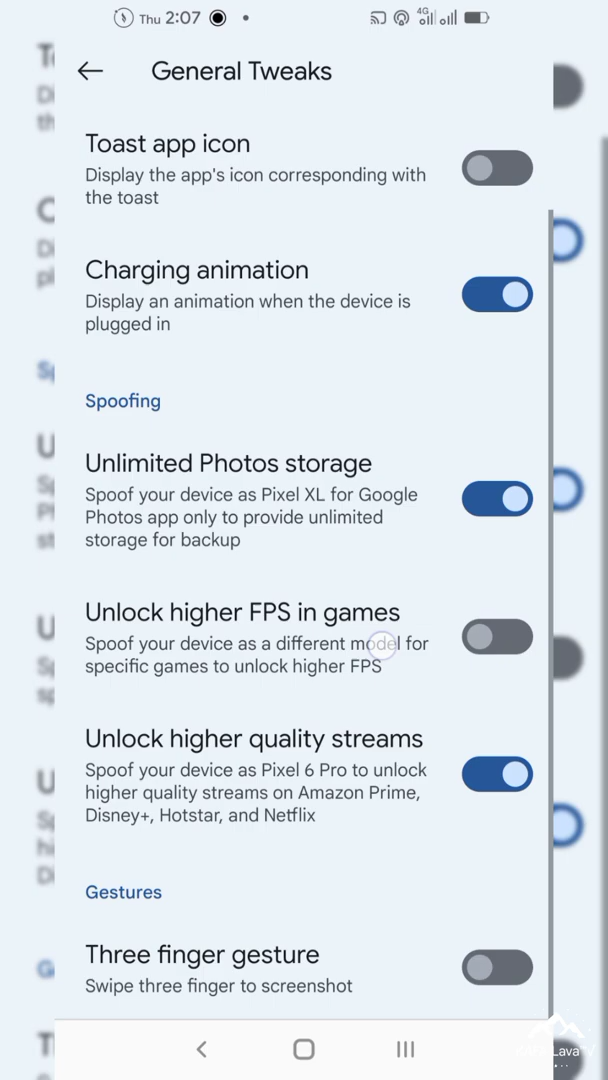 Thu 2:07
4G
General Tweaks
Toast app icon
Display the app's icon corresponding with
the toast
Charging animation
Display an animation when the device is
plugged in
Spoofing
Unlimited Photos storage
Spoof your device as Pixel XL for Google
Photos app only to provide unlimited
storage for backup
Unlock higher FPS in games
Spoof your device as a different model for
specific games to unlock higher FPS
Unlock higher quality streams
Spoof your device as Pixel 6 Pro to unlock
higher quality streams on Amazon Prime,
Disney+, Hotstar, and Netflix
Gestures
Three finger gesture
Swipe three finger to screenshot